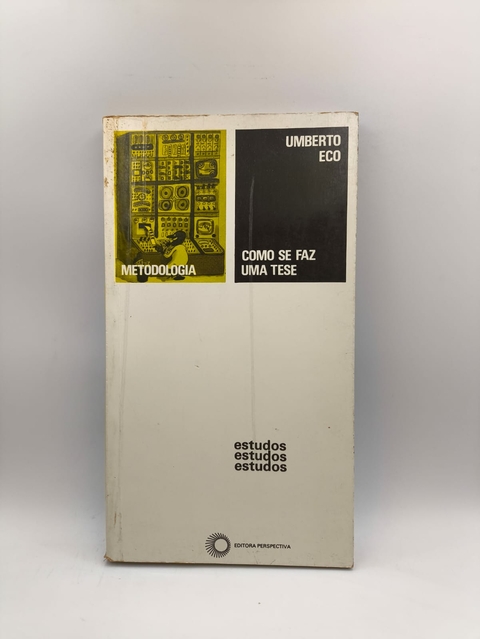 UMBERTO
ECO
METODOLOGIA
COMO SE FAZ
UMA TESE
estudos
estudos
estudos
EDITORA PERSPECTIVA